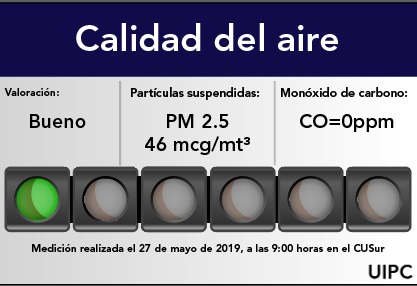 Calidad del aire
Valoración:
Bueno
Partículas suspendidas:
PM 2.5
46 mcg/mt³
Monóxido de carbono:
CO=0ppm
Medición realizada el 27 de mayo de 2019, a las 9:00 horas en el CUSur
UIPC